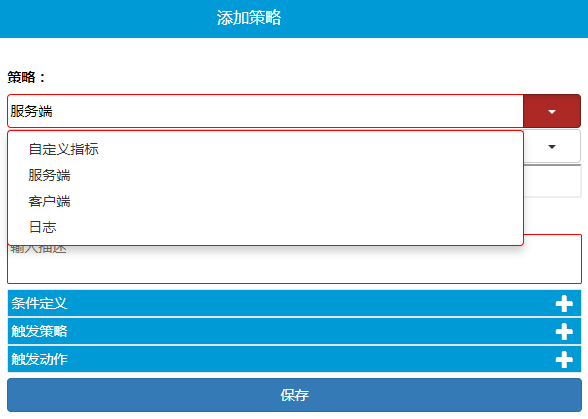 添加策略
策略：
服务端
自定义指标
服务端
客户端
日志
输入描述
条件定义
触发策略
触发动作
保存